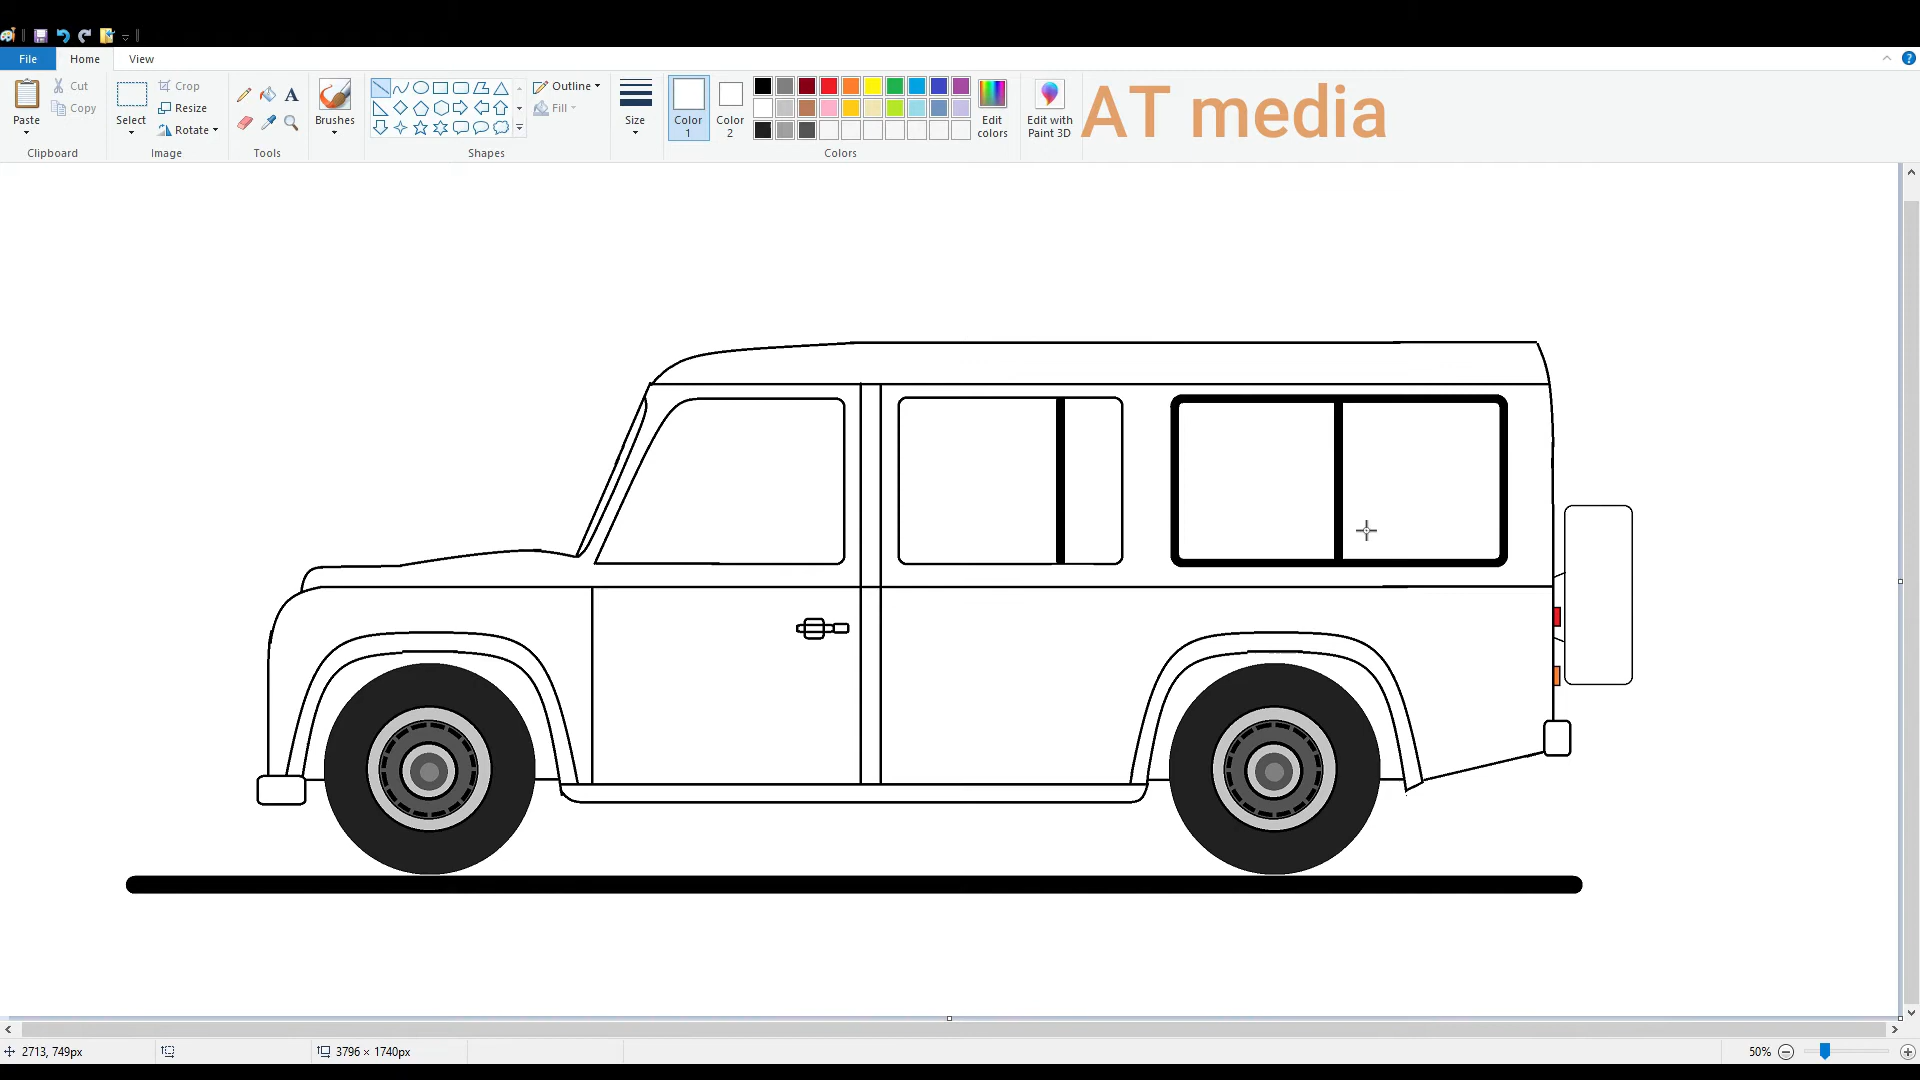 File Home View
Paste Cut Copy Clipboard
Select Crop Resize Rotate Image
A Tools
Brushes
Outline Fill Shapes
Size
Color 1 Color 2 Edit colors Colors
Edit with Paint 3D
AT media
2713, 749px
3796 × 1740px
50%